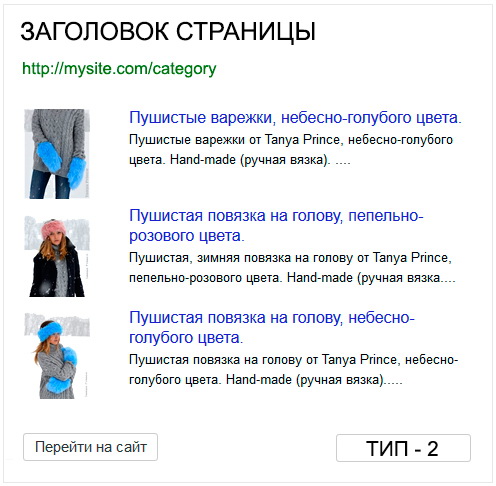 ЗАГОЛОВОК СТРАНИЦЫ
http://mysite.com/category
Пушистые варежки, небесно-голубого цвета.
Пушистые варежки от Tanya Prince, небесно-голубого
цвета. Hand-made (ручная вязка). ....
Пушистая повязка на голову, пепельно-
розового цвета.
Пушистая, зимняя повязка на голову от Tanya Prince,
пепельно-розового цвета. Hand-made (ручная вязка....
Пушистая повязка на голову, небесно-
голубого цвета.
Пушистая повязка на голову от Tanya Prince, небесно-
голубого цвета. Hand-made (ручная вязка).....
Перейти на сайт
ТИП - 2